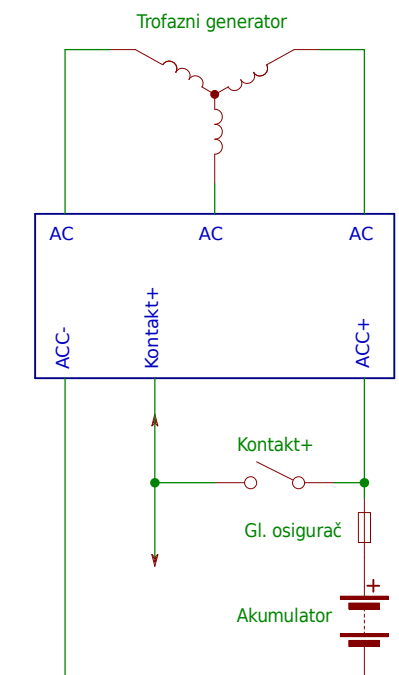 Trofazni generator
AC
AC
AC
ACC-
Kontakt+
ACC+
Kontakt+
Gl. osigurač
+
Akumulator